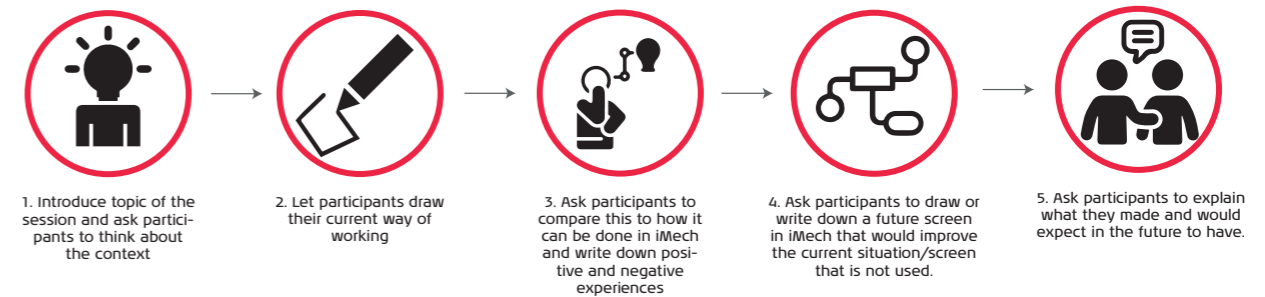 1. Introduce topic of the
session and ask partici-
pants to think about
the context
2. Let participants draw
their current way of
working
3. Ask participants to
compare this to how it
can be done in iMech
and write down posi-
tive and negative
experiences
4. Ask participants to draw or
write down a future screen
in iMech that would improve
the current situation/screen
that is not used.
5. Ask participants to explain
what they made and would
expect in the future to have.